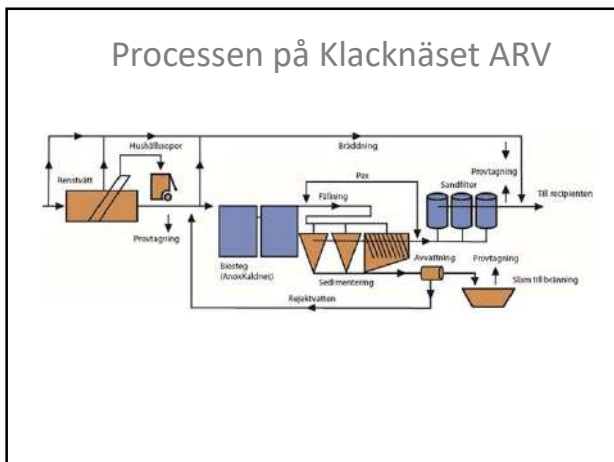 Processen på Klacknäset ARV
Hushållssopor
Bräddning
Renstvätt
Pax
Provtagning
Sandfilter
Till recipienten
Fällning
Provtagning
Biosteg
(AnoxKaldnes)
Sedimentering
Avvattning
Provtagning
Slam till bränning
Rejektvatten